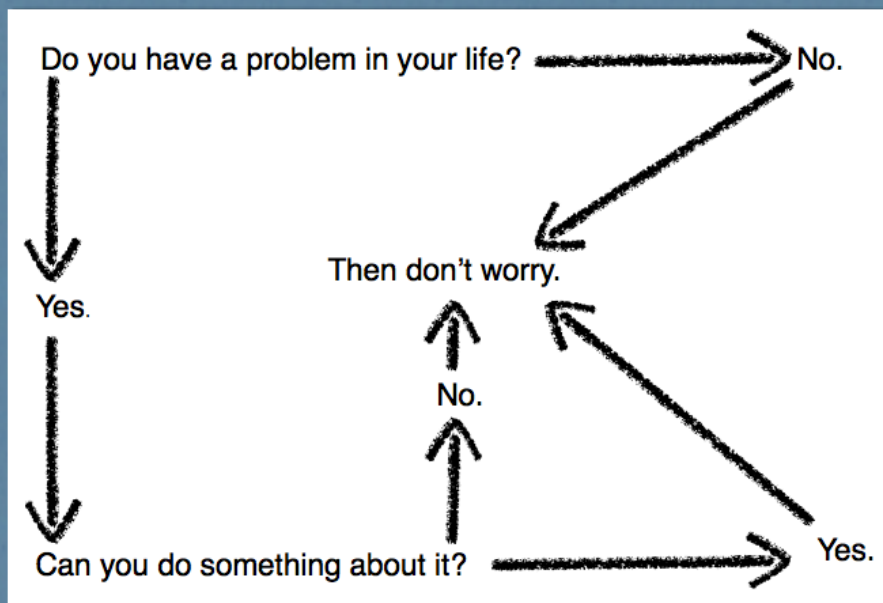 Do you have a problem in your life? No.
Then don't worry.
Yes.
No.
Can you do something about it? Yes.